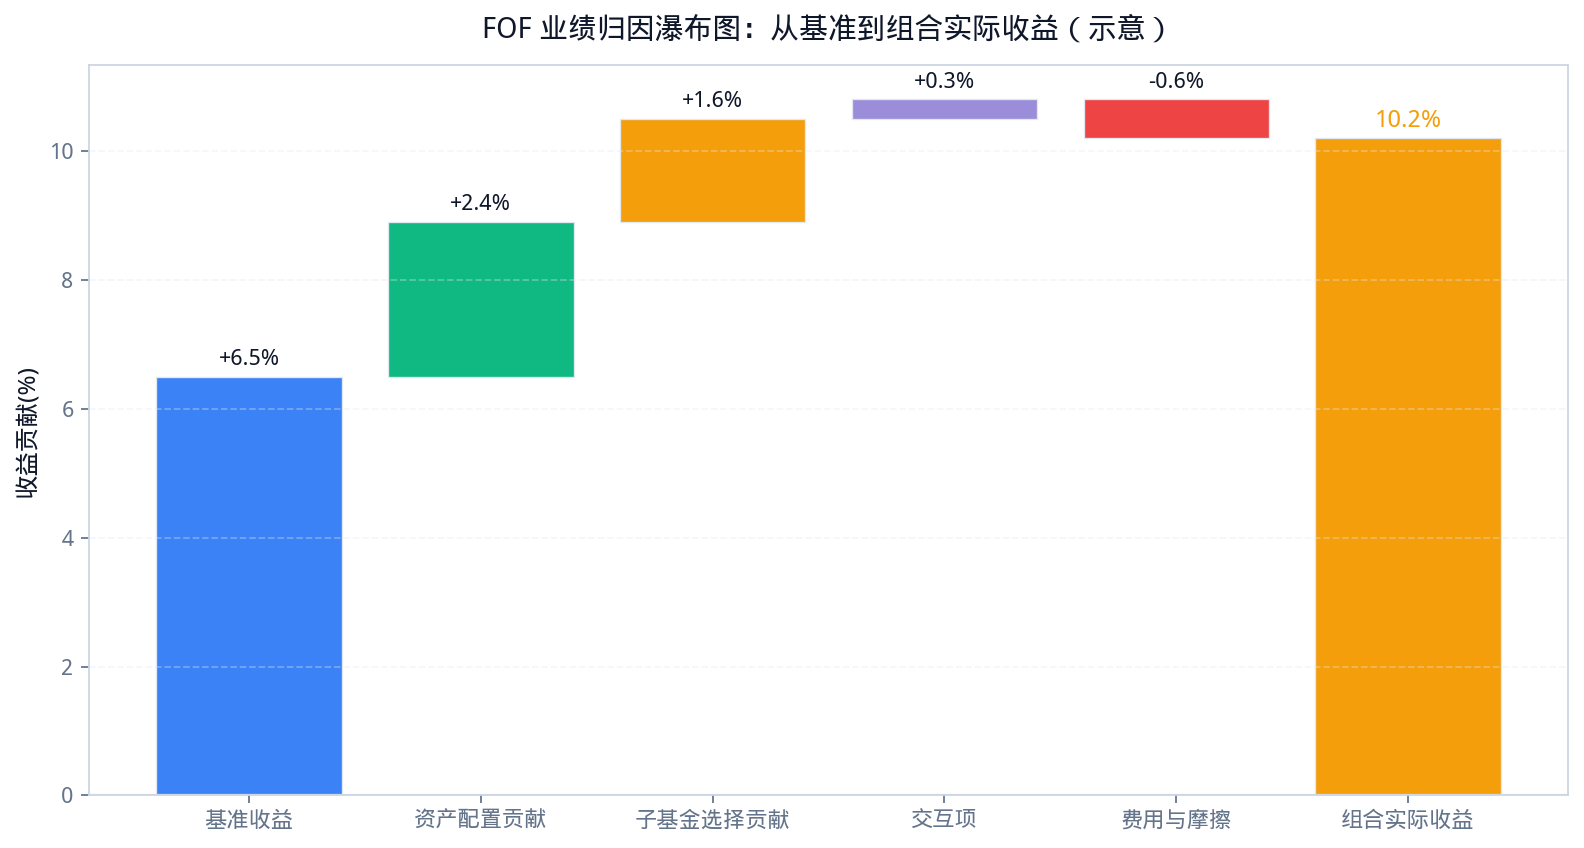 FOF 业绩归因瀑布图：从基准到组合实际收益（示意）
收益贡献(%)
10
8
6
4
2
0
+6.5%
+2.4%
+1.6%
+0.3%
-0.6%
10.2%
基准收益
资产配置贡献
子基金选择贡献
交互项
费用与摩擦
组合实际收益